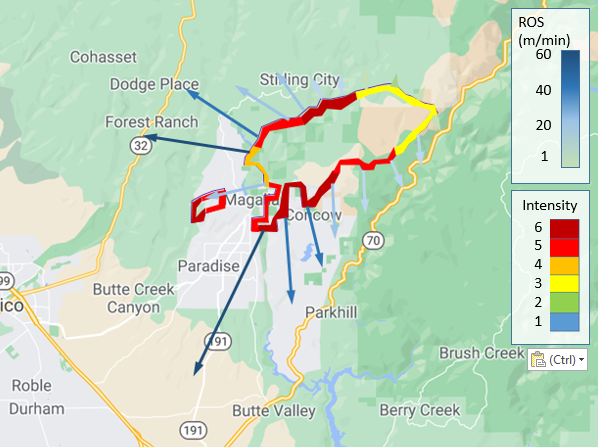 ROS
(m/min)
60
40
20
1
Cohasset
Dodge Place
Stirling City
Forest Ranch
32
Magalia
Concow
70
Intensity
6
5
4
3
2
1
Paradise
99
ico
Butte Creek
Canyon
Parkhill
191
Brush Creek
(Ctrl)
Roble
Durham
Butte Valley
Berry Creek
191